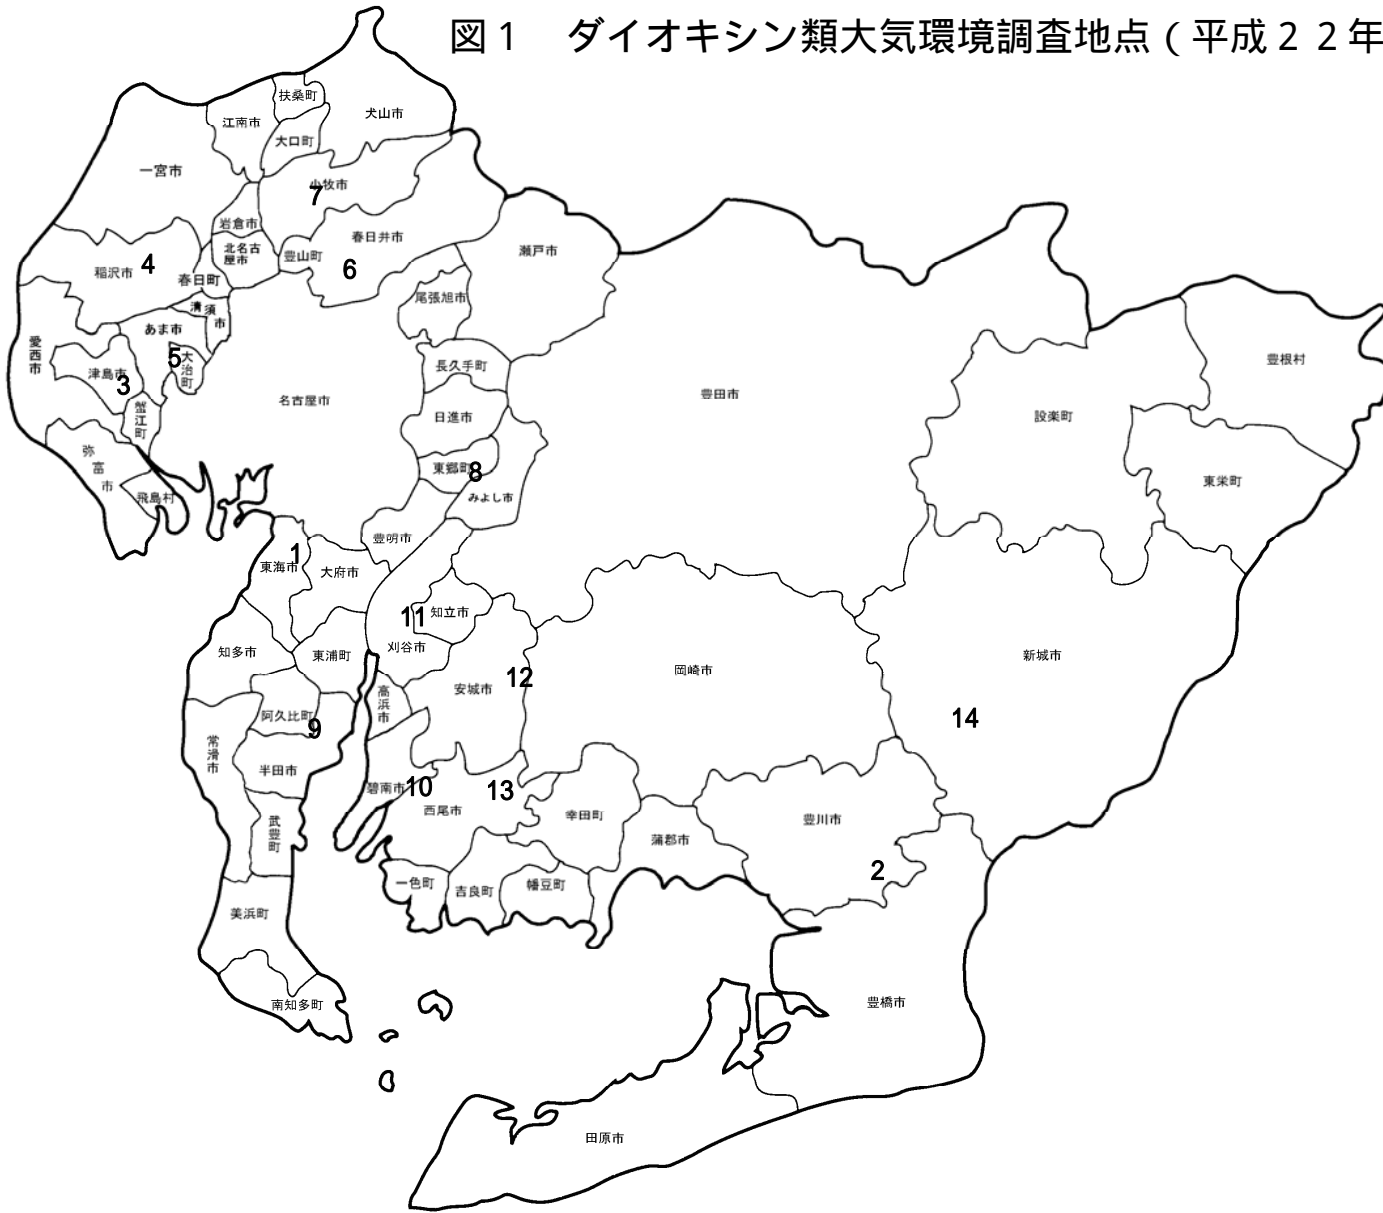 図1 ダイオキシン類大気環境調査地点(平成22年
扶桑町
犬山市
江南市
大口町
一宮市
小牧市
7
岩倉市
春日井市
北名古
屋市
豊山町
瀬戸市
4
稲沢市
6
春日町
尾張旭市
清須市
あま市
愛西市
5
大治町
津島市
3
長久手町
豊根村
名古屋市
豊田市
蟹江町
日進市
設楽町
弥富市
東郷町
8
東栄町
飛島村
みよし市
豊明市
1
東海市
大府市
11
知立市
刈谷市
知多市
東浦町
新城市
岡崎市
12
安城市
高浜市
阿久比町
9
14
常滑市
半田市
碧南市
10
13
西尾市
幸田町
豊川市
武豊町
蒲郡市
2
一色町
吉良町
幡豆町
美浜町
南知多町
豊橋市
田原市